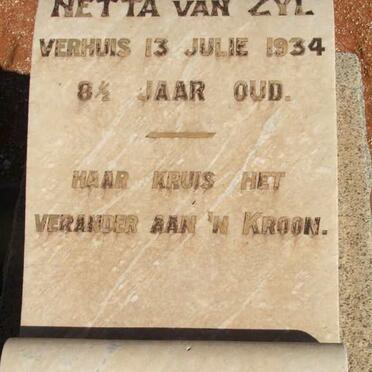 NETTA VAN ZYL
VERHUIS 13 JULIE 1934
8½ JAAR OUD.
HAAR KRUIS HET
VERANDER AAN 'N KROON.